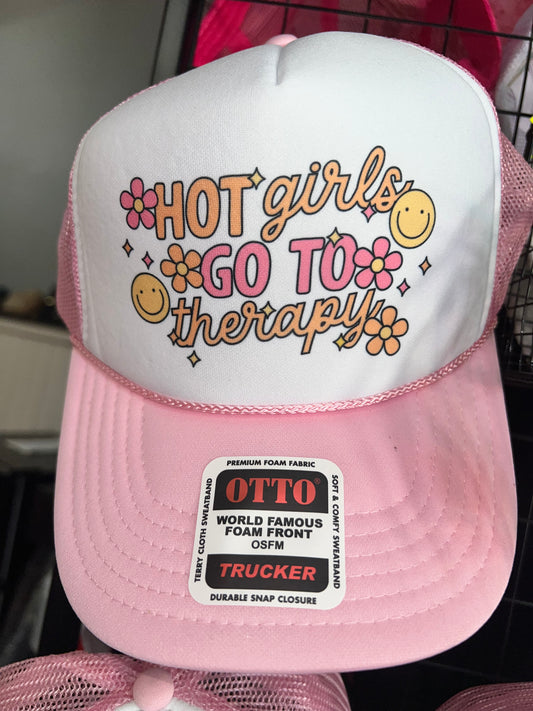 HOT girls
GO TO
therapy
PREMIUM FOAM FABRIC
OTTO®
WORLD FAMOUS
FOAM FRONT
OSFM
TRUCKER
DURABLE SNAP CLOSURE
TERRY CLOTH SWEATBAND
SOFT & COMFY SWEATBAND